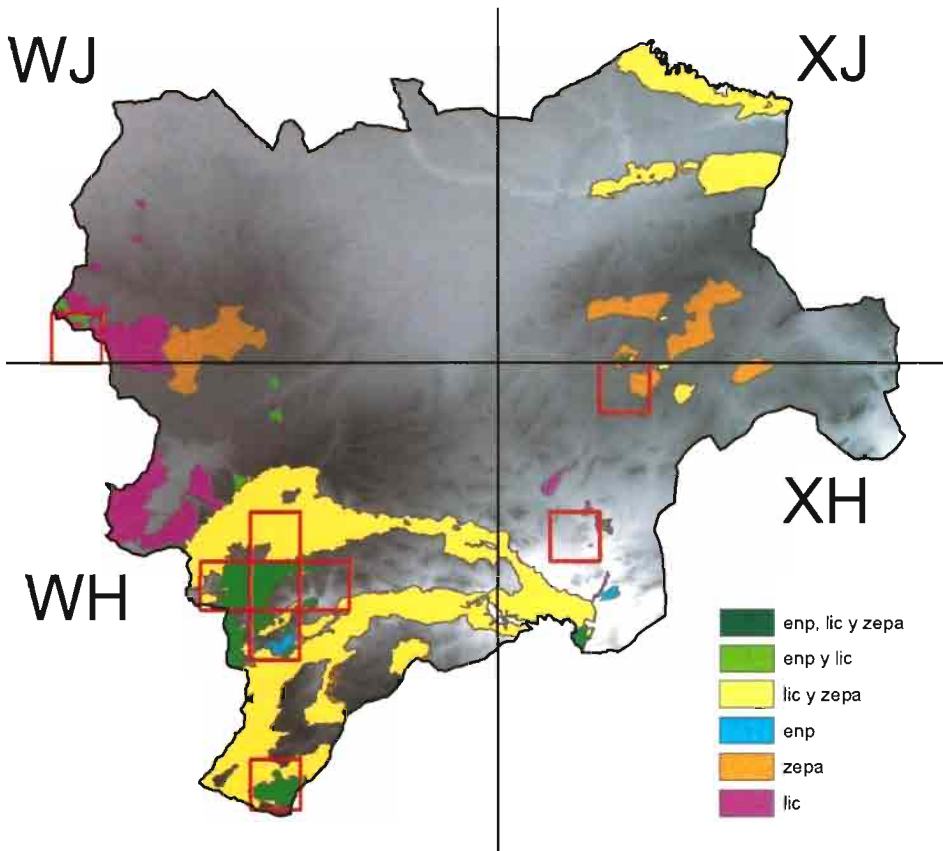 WJ
XJ
XH
WH
enp, lic y zepa
enp y lic
lic y zepa
enp
zepa
lic